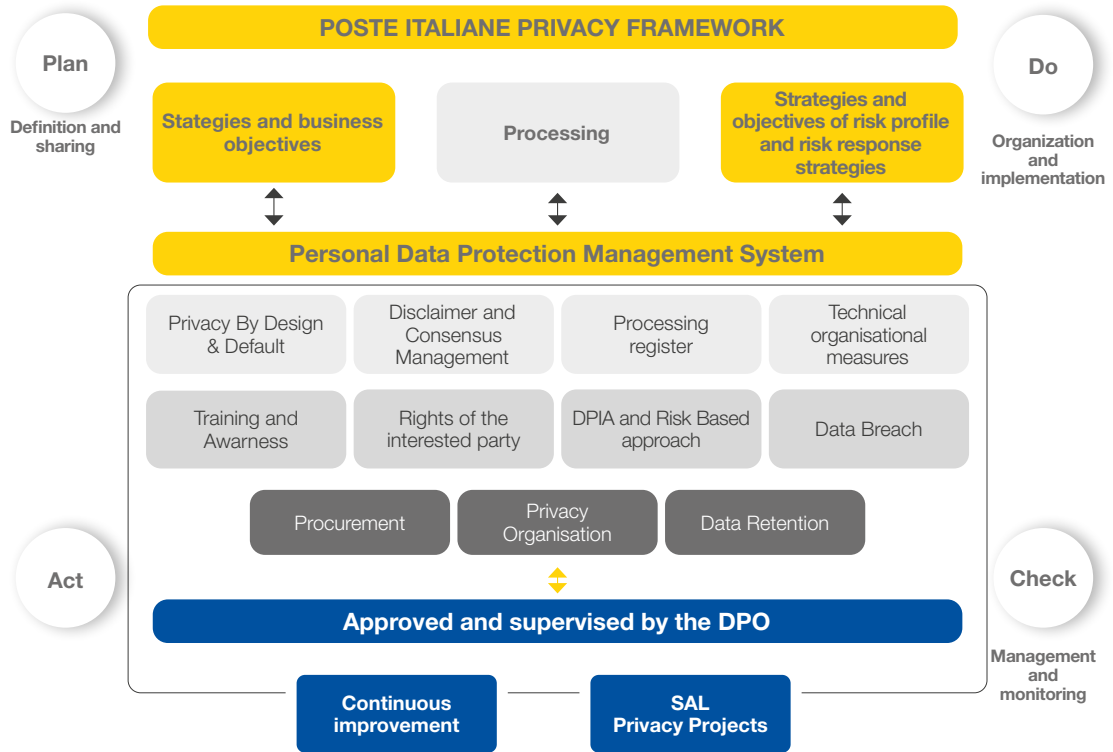 POSTE ITALIANE PRIVACY FRAMEWORK
Plan
Definition and
sharing
Do
Organization
and
implementation
Stategies and business
objectives
Processing
Strategies and
objectives of risk profile
and risk response
strategies
Personal Data Protection Management System
Privacy By Design
& Default
Disclaimer and
Consensus
Management
Processing
register
Technical
organisational
measures
Training and
Awarness
Rights of the
interested party
DPIA and Risk Based
approach
Data Breach
Procurement
Privacy
Organisation
Data Retention
Act
Check
Management
and
monitoring
Approved and supervised by the DPO
Continuous
improvement
SAL
Privacy Projects